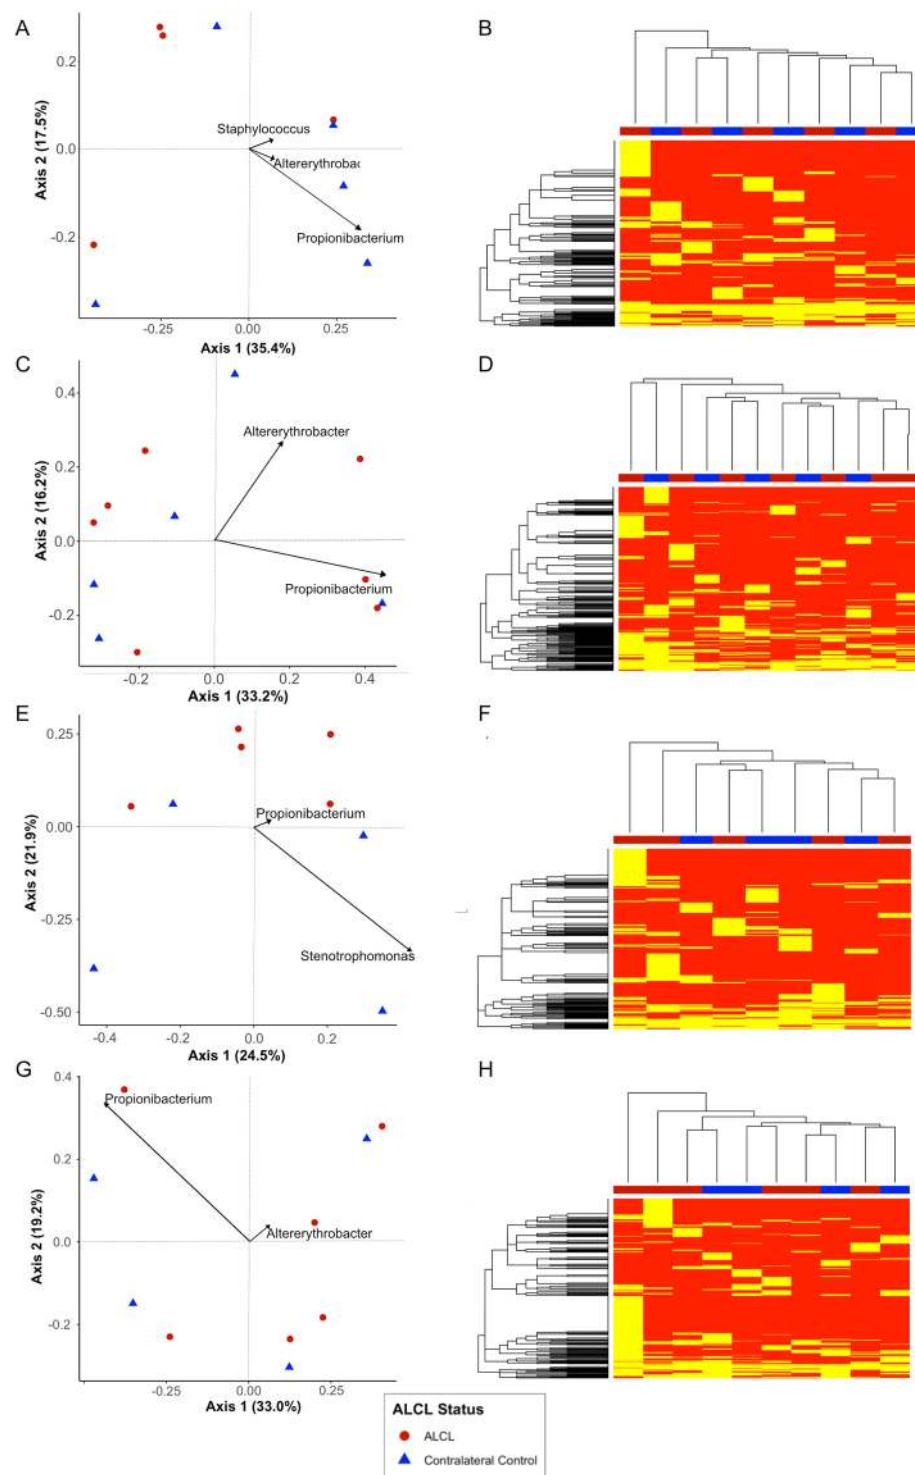 A
B
0.2
0.0
-0.2
Axis 2 (17.5%)
Staphylococcus
Altererythrobac
Propionibacterium
-0.25
0.00
0.25
Axis 1 (35.4%)
C
D
0.4
0.2
0.0
-0.2
Axis 2 (16.2%)
Altererythrobacter
Propionibacterium
-0.2
0.0
0.2
0.4
Axis 1 (33.2%)
E
F
0.25
0.00
-0.25
-0.50
Axis 2 (21.9%)
Propionibacterium
Stenotrophomonas
-0.4
-0.2
0.0
0.2
Axis 1 (24.5%)
G
H
0.4
0.2
0.0
-0.2
Axis 2 (19.2%)
Propionibacterium
Altererythrobacter
-0.25
0.00
0.25
Axis 1 (33.0%)
ALCL Status
ALCL
Contralateral Control